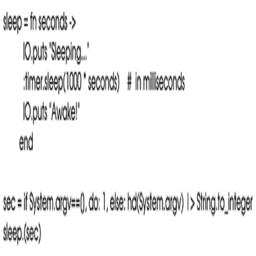 sleep = fn seconds ->
IO.puts "Sleeping..."
:timer.sleep(1000 * seconds) # in milliseconds
IO.puts "Awake!"
end
sec = if System.argv==[], do: 1, else: hd(System.argv) |> String.to_integer
sleep.(sec)